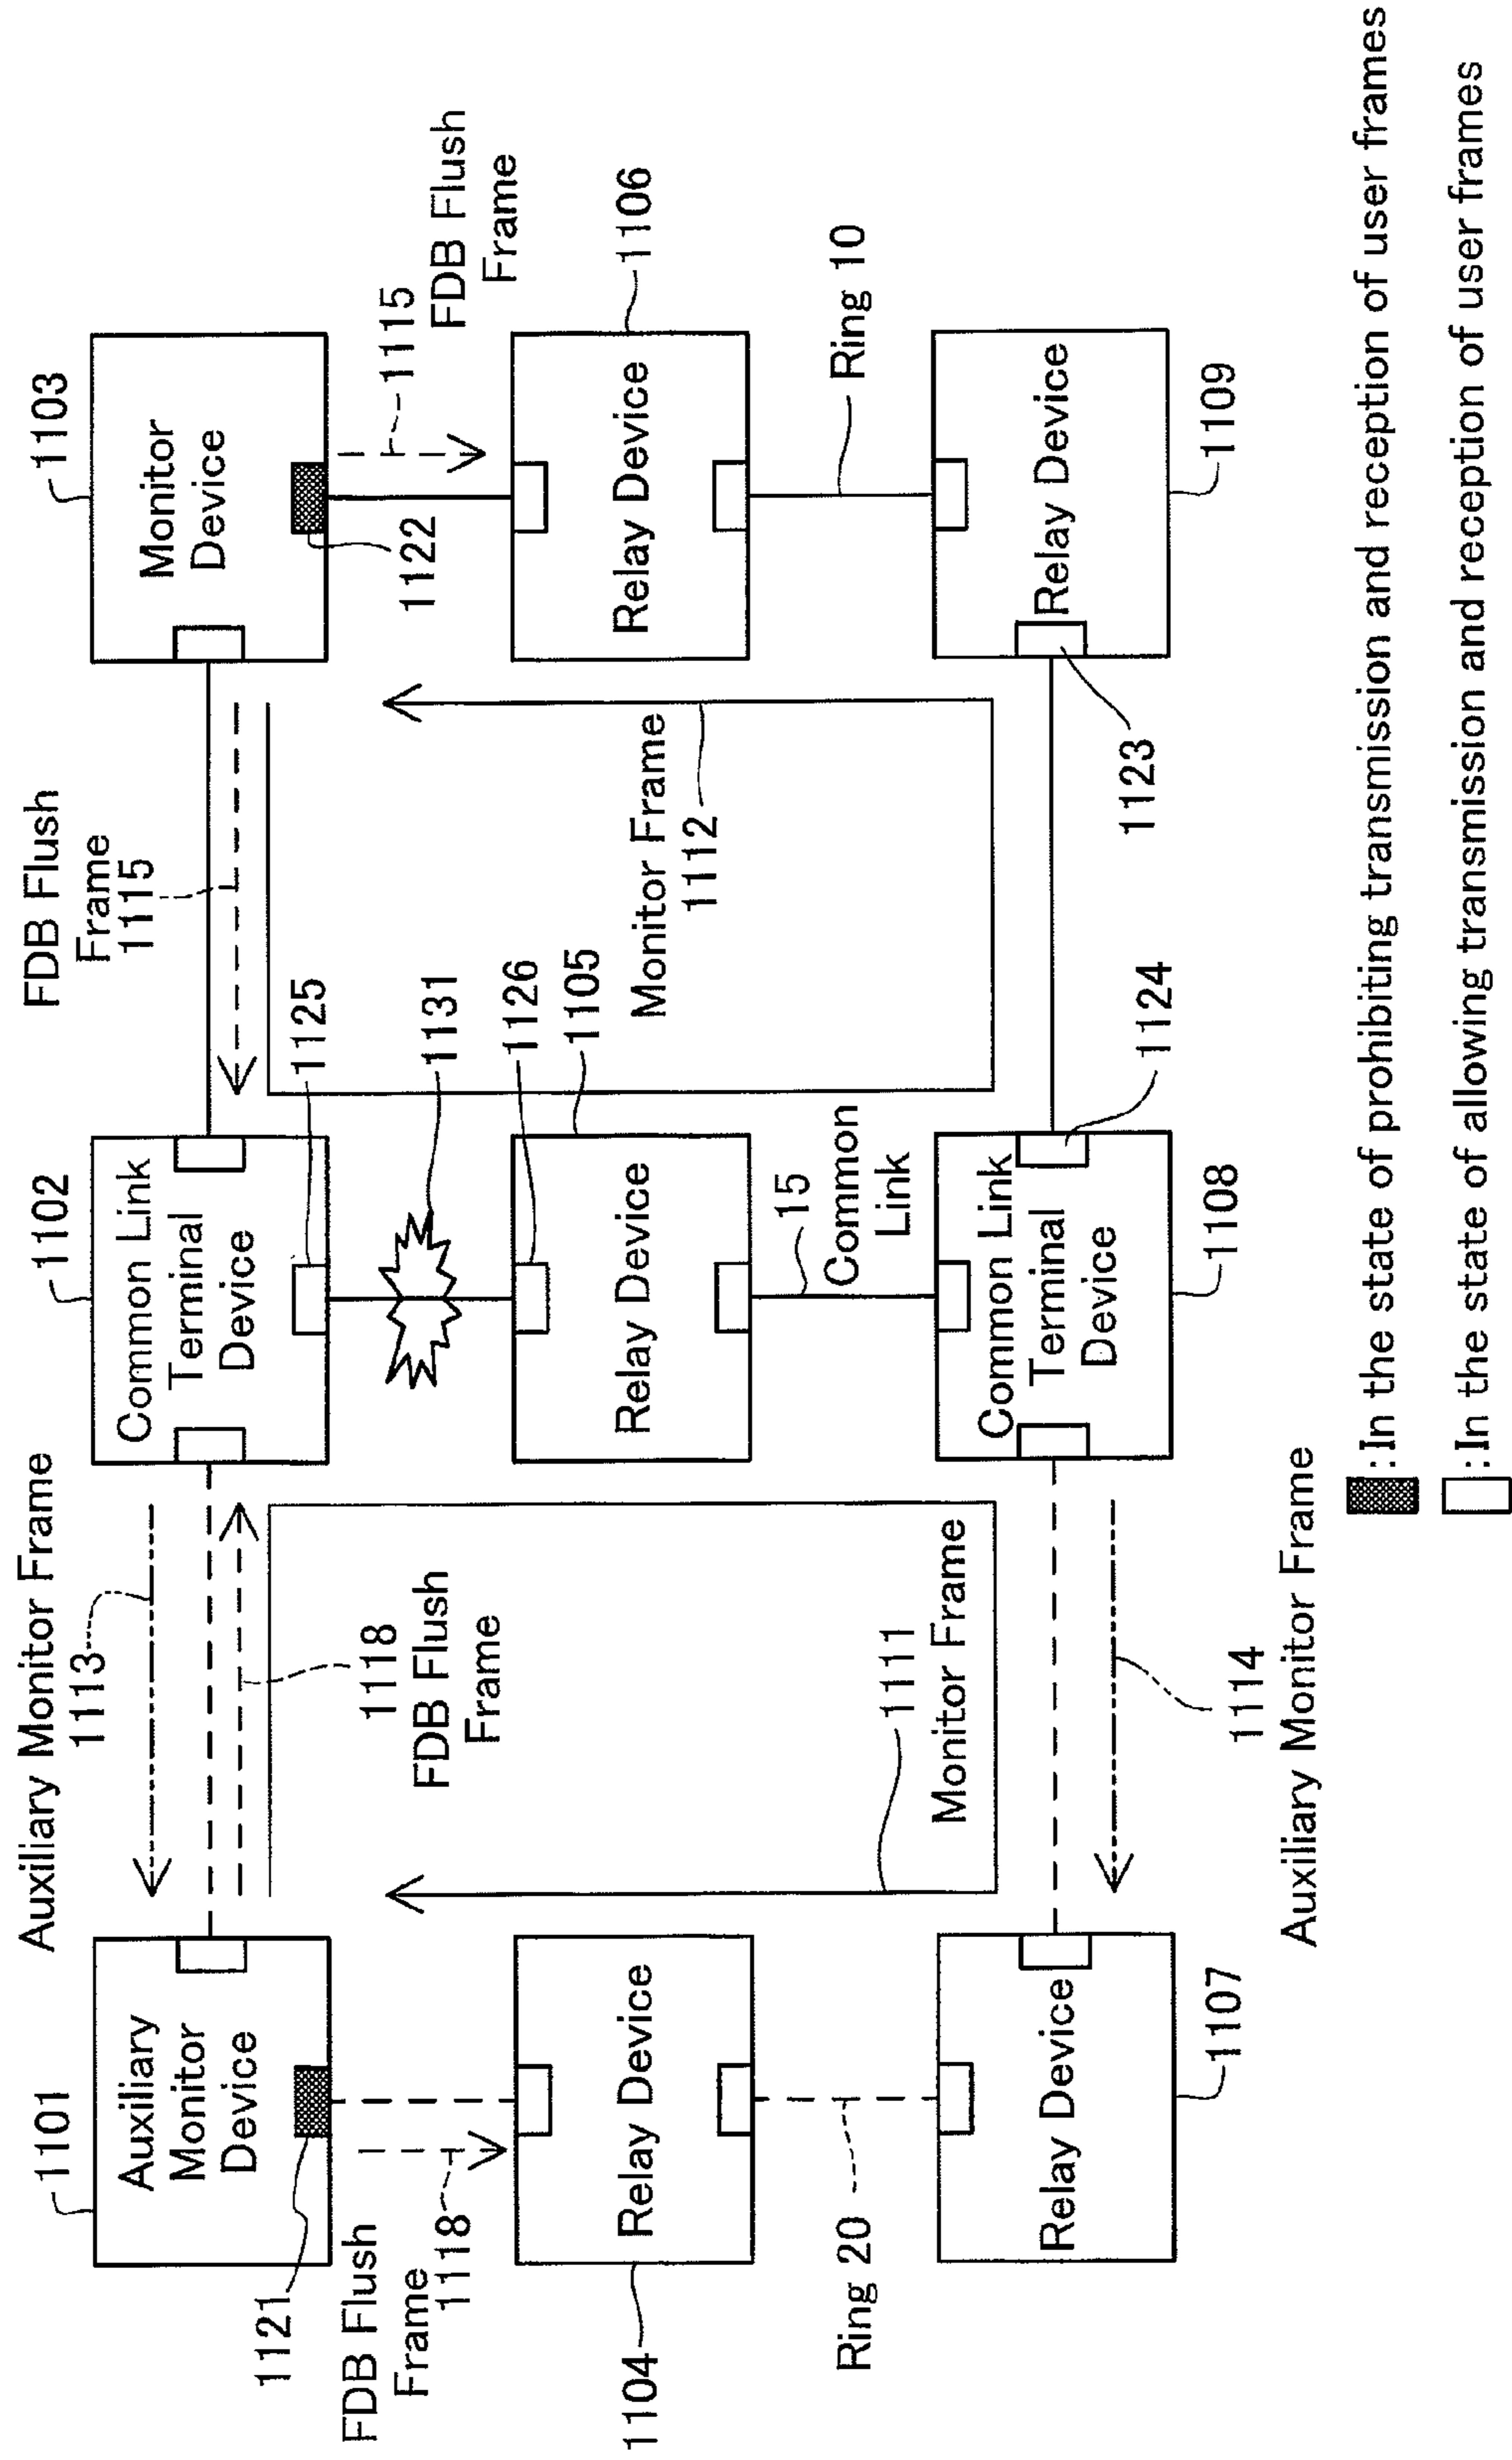 1101
Auxiliary
Monitor
Device
1121
FDB Flush
Frame
1118
Auxiliary Monitor Frame
1113
1118
FDB Flush
Frame
1102
Common Link
Terminal
Device
1125
1131
FDB Flush
Frame
1115
1103
Monitor
Device
1122
1115
FDB Flush
Frame
1104
Relay Device
1111
Monitor Frame
1126
1105
Relay Device
Monitor Frame
1112
1106
Relay Device
Ring 20
15
Common
Link
Ring 10
Relay Device
1107
1114
Auxiliary Monitor Frame
Common Link
Terminal
Device
1108
1124
1123
Relay Device
1109
:In the state of prohibiting transmission and reception of user frames
:In the state of allowing transmission and reception of user frames